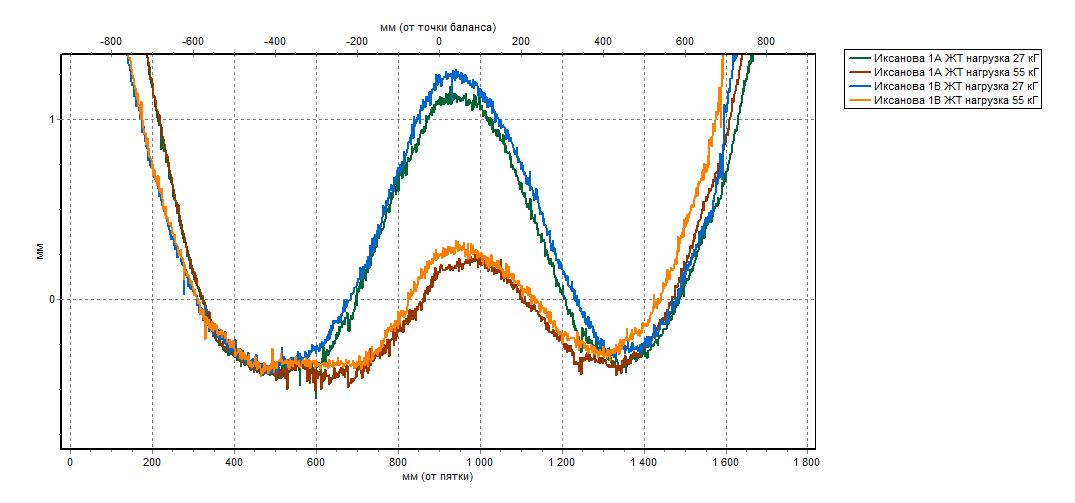 мм (от точки баланса)
-800 -600 -400 -200 0 200 400 600 800
Иксанова 1А ЖТ нагрузка 27 кГ
Иксанова 1А ЖТ нагрузка 55 кГ
Иксанова 1В ЖТ нагрузка 27 кГ
Иксанова 1В ЖТ нагрузка 55 кГ
1
мм
0
0 200 400 600 800 1 000 1 200 1 400 1 600 1 800
мм (от пятки)